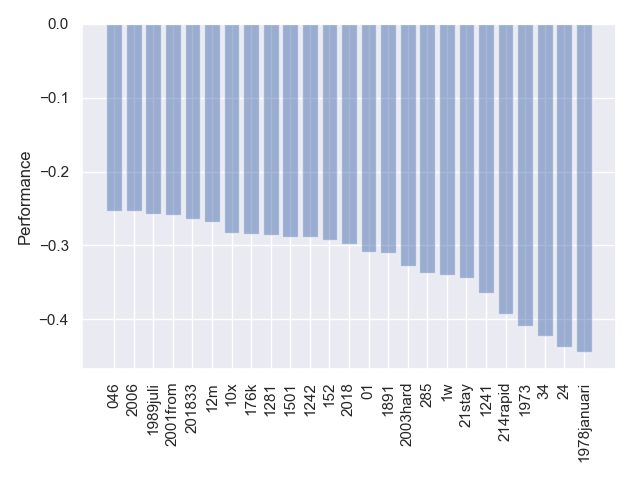 0.0
−0.1
−0.2
−0.3
−0.4
Performance
046
2006
1989juli
2001from
201833
12m
10x
176k
1281
1501
1242
152
2018
01
1891
2003hard
285
1w
21stay
1241
214rapid
1973
34
24
1978januari